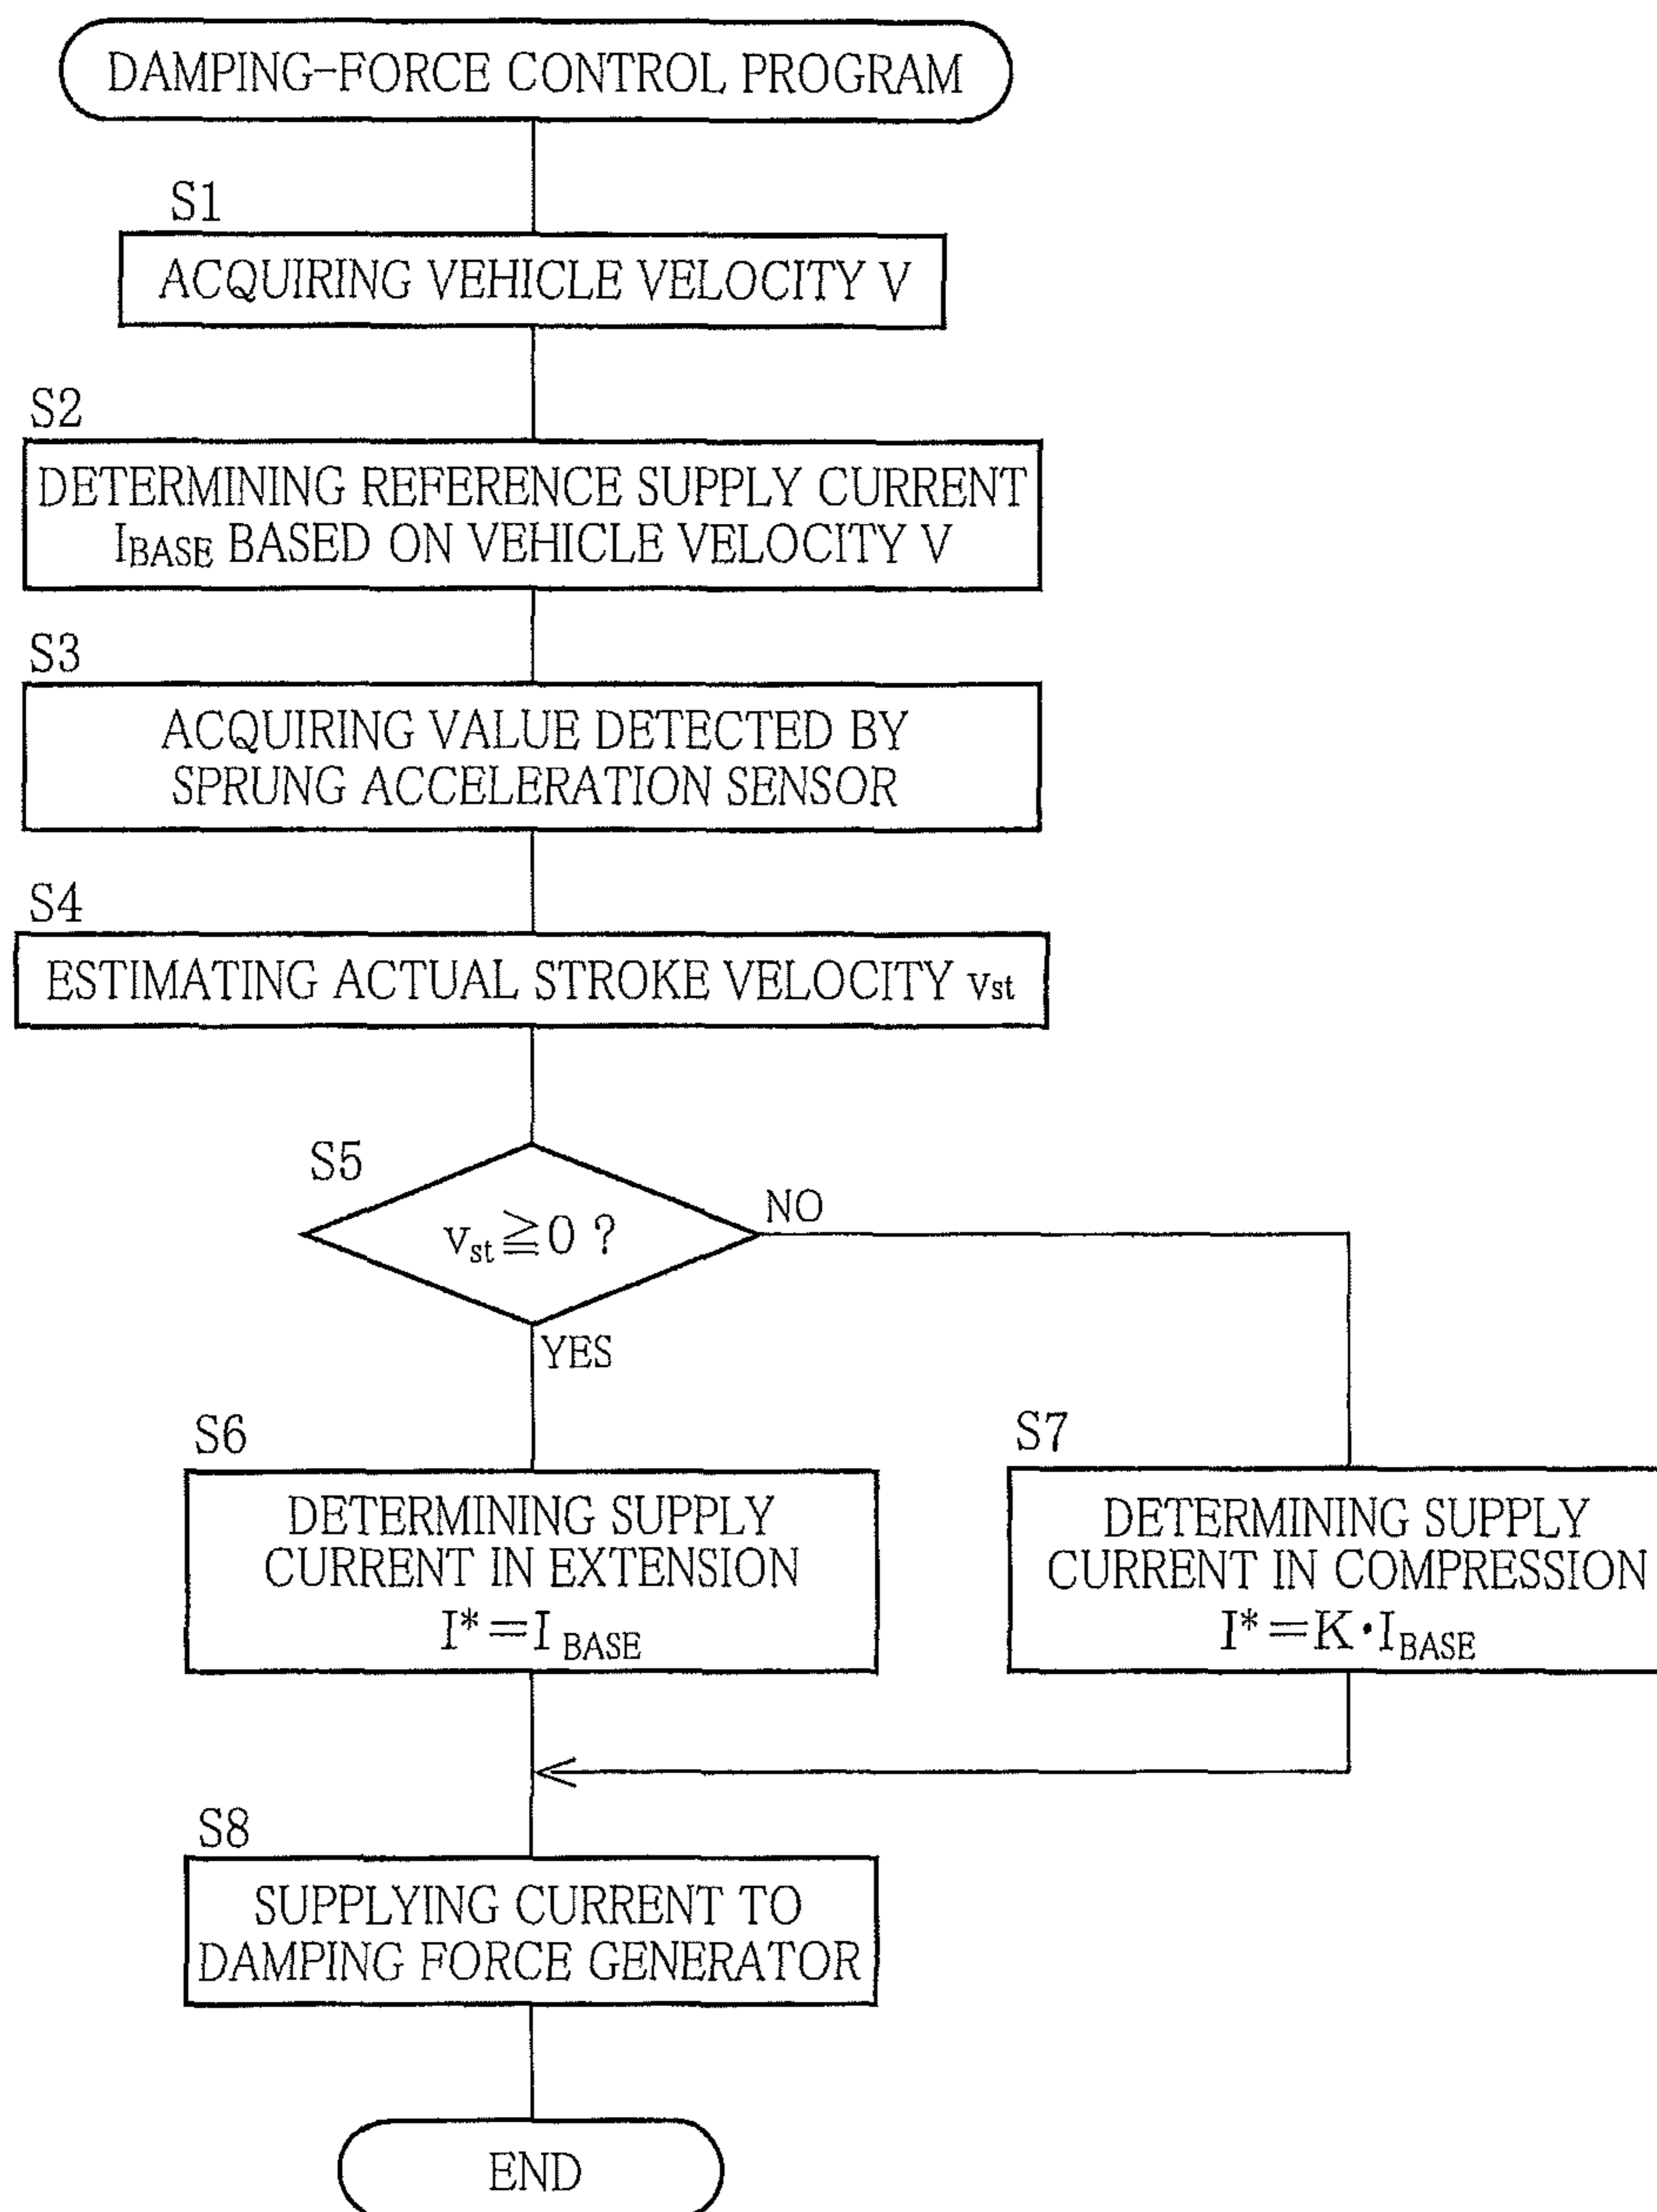 DAMPING-FORCE CONTROL PROGRAM
S1
ACQUIRING VEHICLE VELOCITY V
S2
DETERMINING REFERENCE SUPPLY CURRENT
IBASE BASED ON VEHICLE VELOCITY V
S3
ACQUIRING VALUE DETECTED BY
SPRUNG ACCELERATION SENSOR
S4
ESTIMATING ACTUAL STROKE VELOCITY vst
S5
vst≧0 ?
NO
YES
S6
DETERMINING SUPPLY
CURRENT IN EXTENSION
I*=IBASE
S7
DETERMINING SUPPLY
CURRENT IN COMPRESSION
I*=K·IBASE
S8
SUPPLYING CURRENT TO
DAMPING FORCE GENERATOR
END